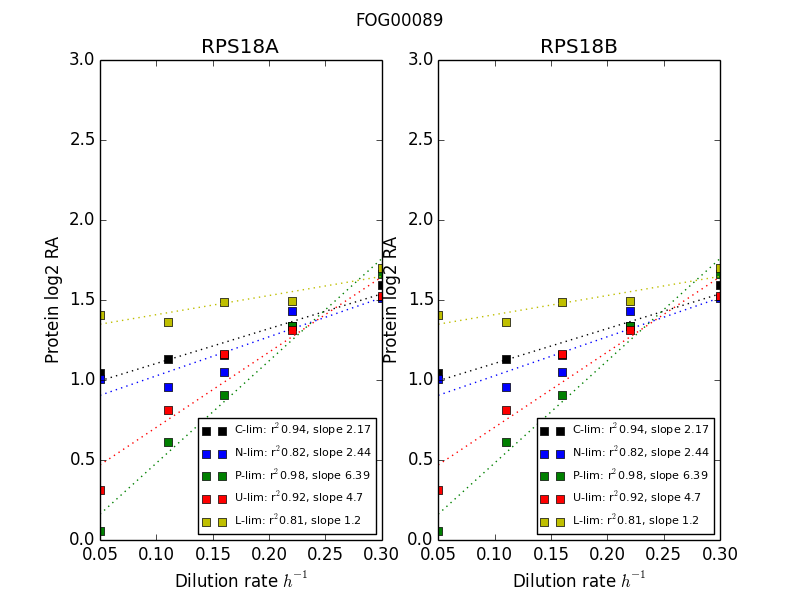 FOG00089
RPS18A
Protein log2 RA
3.0
2.5
2.0
1.5
1.0
0.5
0.0
0.05 0.10 0.15 0.20 0.25 0.30
Dilution rate h⁻¹
C-lim: r² 0.94, slope 2.17
N-lim: r² 0.82, slope 2.44
P-lim: r² 0.98, slope 6.39
U-lim: r² 0.92, slope 4.7
L-lim: r² 0.81, slope 1.2
RPS18B
Protein log2 RA
3.0
2.5
2.0
1.5
1.0
0.5
0.0
0.05 0.10 0.15 0.20 0.25 0.30
Dilution rate h⁻¹
C-lim: r² 0.94, slope 2.17
N-lim: r² 0.82, slope 2.44
P-lim: r² 0.98, slope 6.39
U-lim: r² 0.92, slope 4.7
L-lim: r² 0.81, slope 1.2